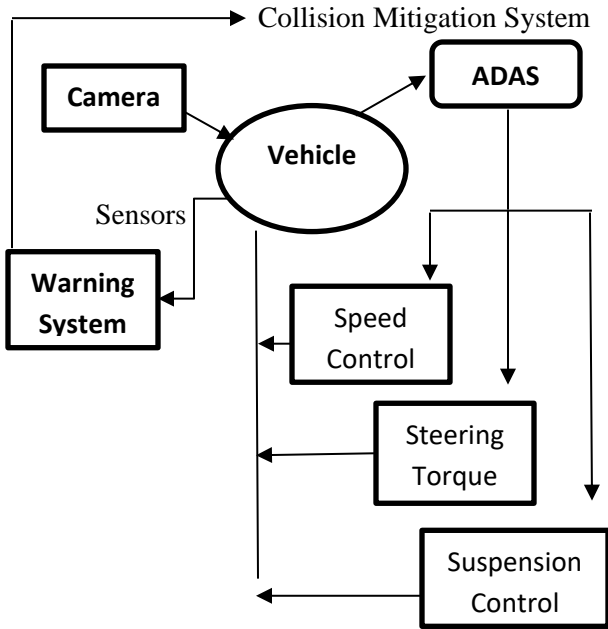 Collision Mitigation System
ADAS
Camera
Vehicle
Sensors
Warning
System
Speed
Control
Steering
Torque
Suspension
Control